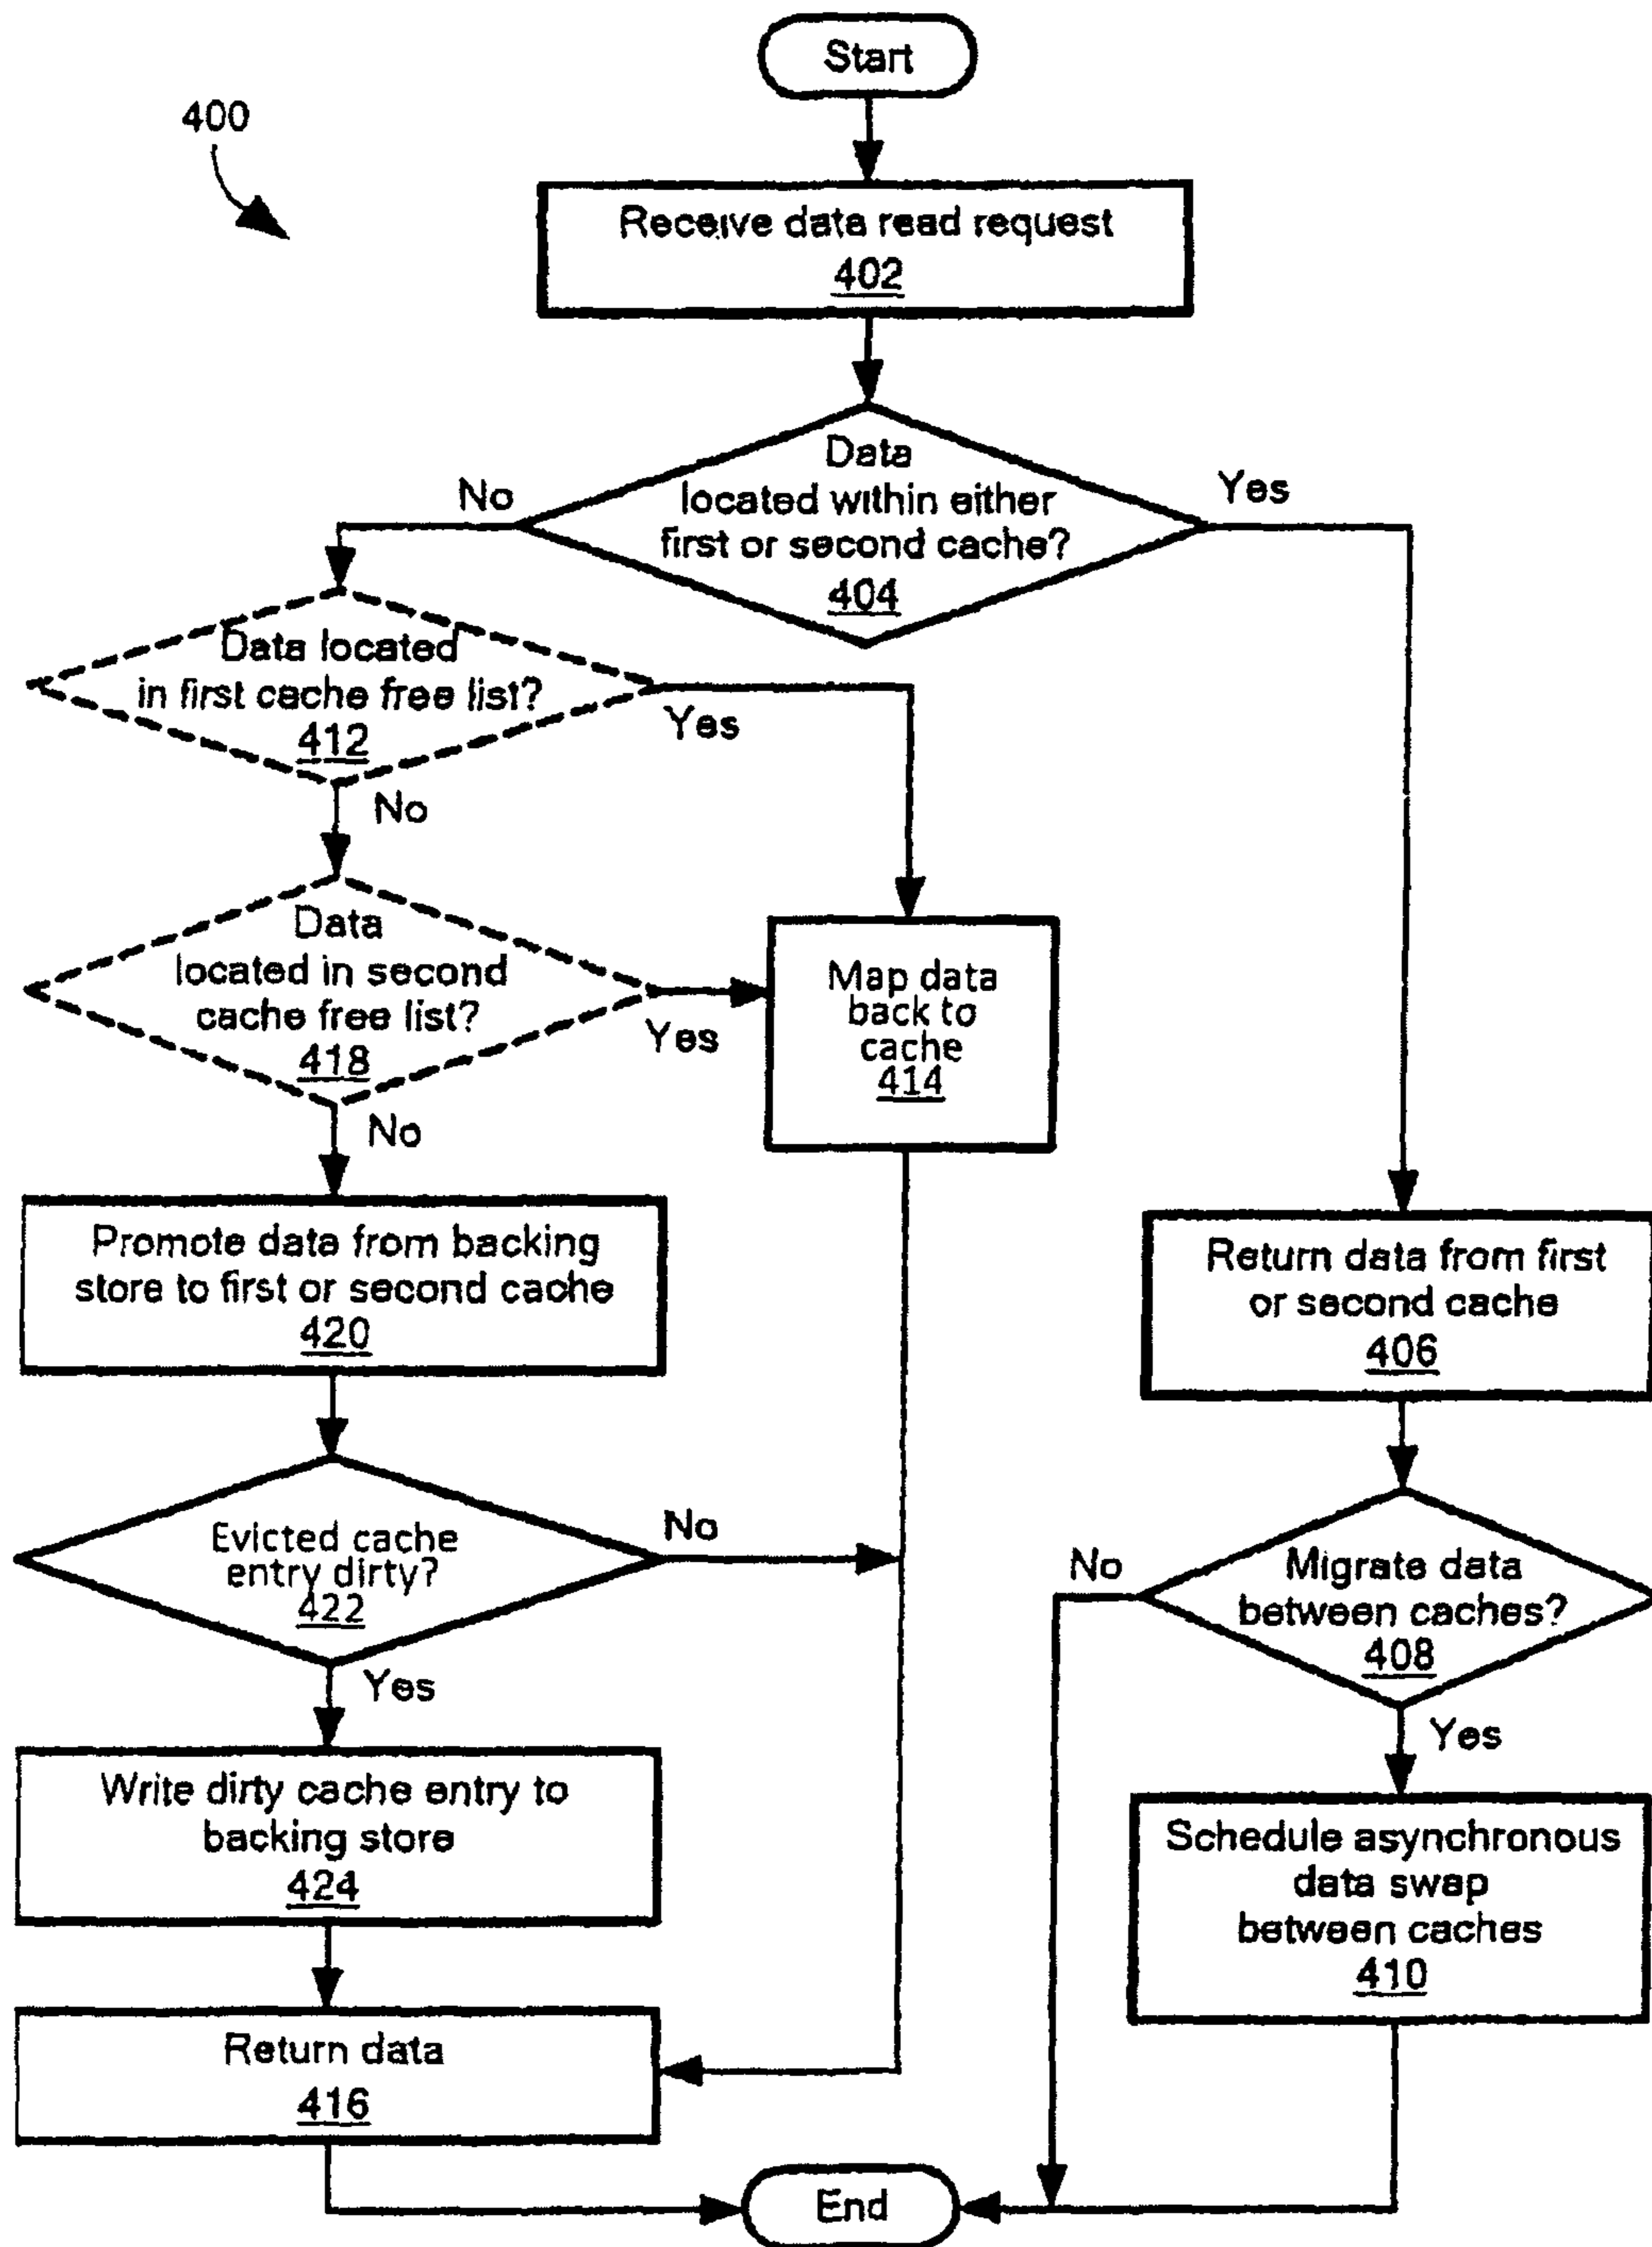 Start
400
Receive data read request
402
Data
located within either
first or second cache?
404
No
Yes
Data located
in first cache free list?
412
Yes
No
Data
located in second
cache free list?
418
Yes
No
Map data
back to
cache
414
Promote data from backing
store to first or second cache
420
Return data from first
or second cache
406
Evicted cache
entry dirty?
422
No
Yes
Migrate data
between caches?
408
No
Yes
Write dirty cache entry to
backing store
424
Schedule asynchronous
data swap
between caches
410
Return data
416
End